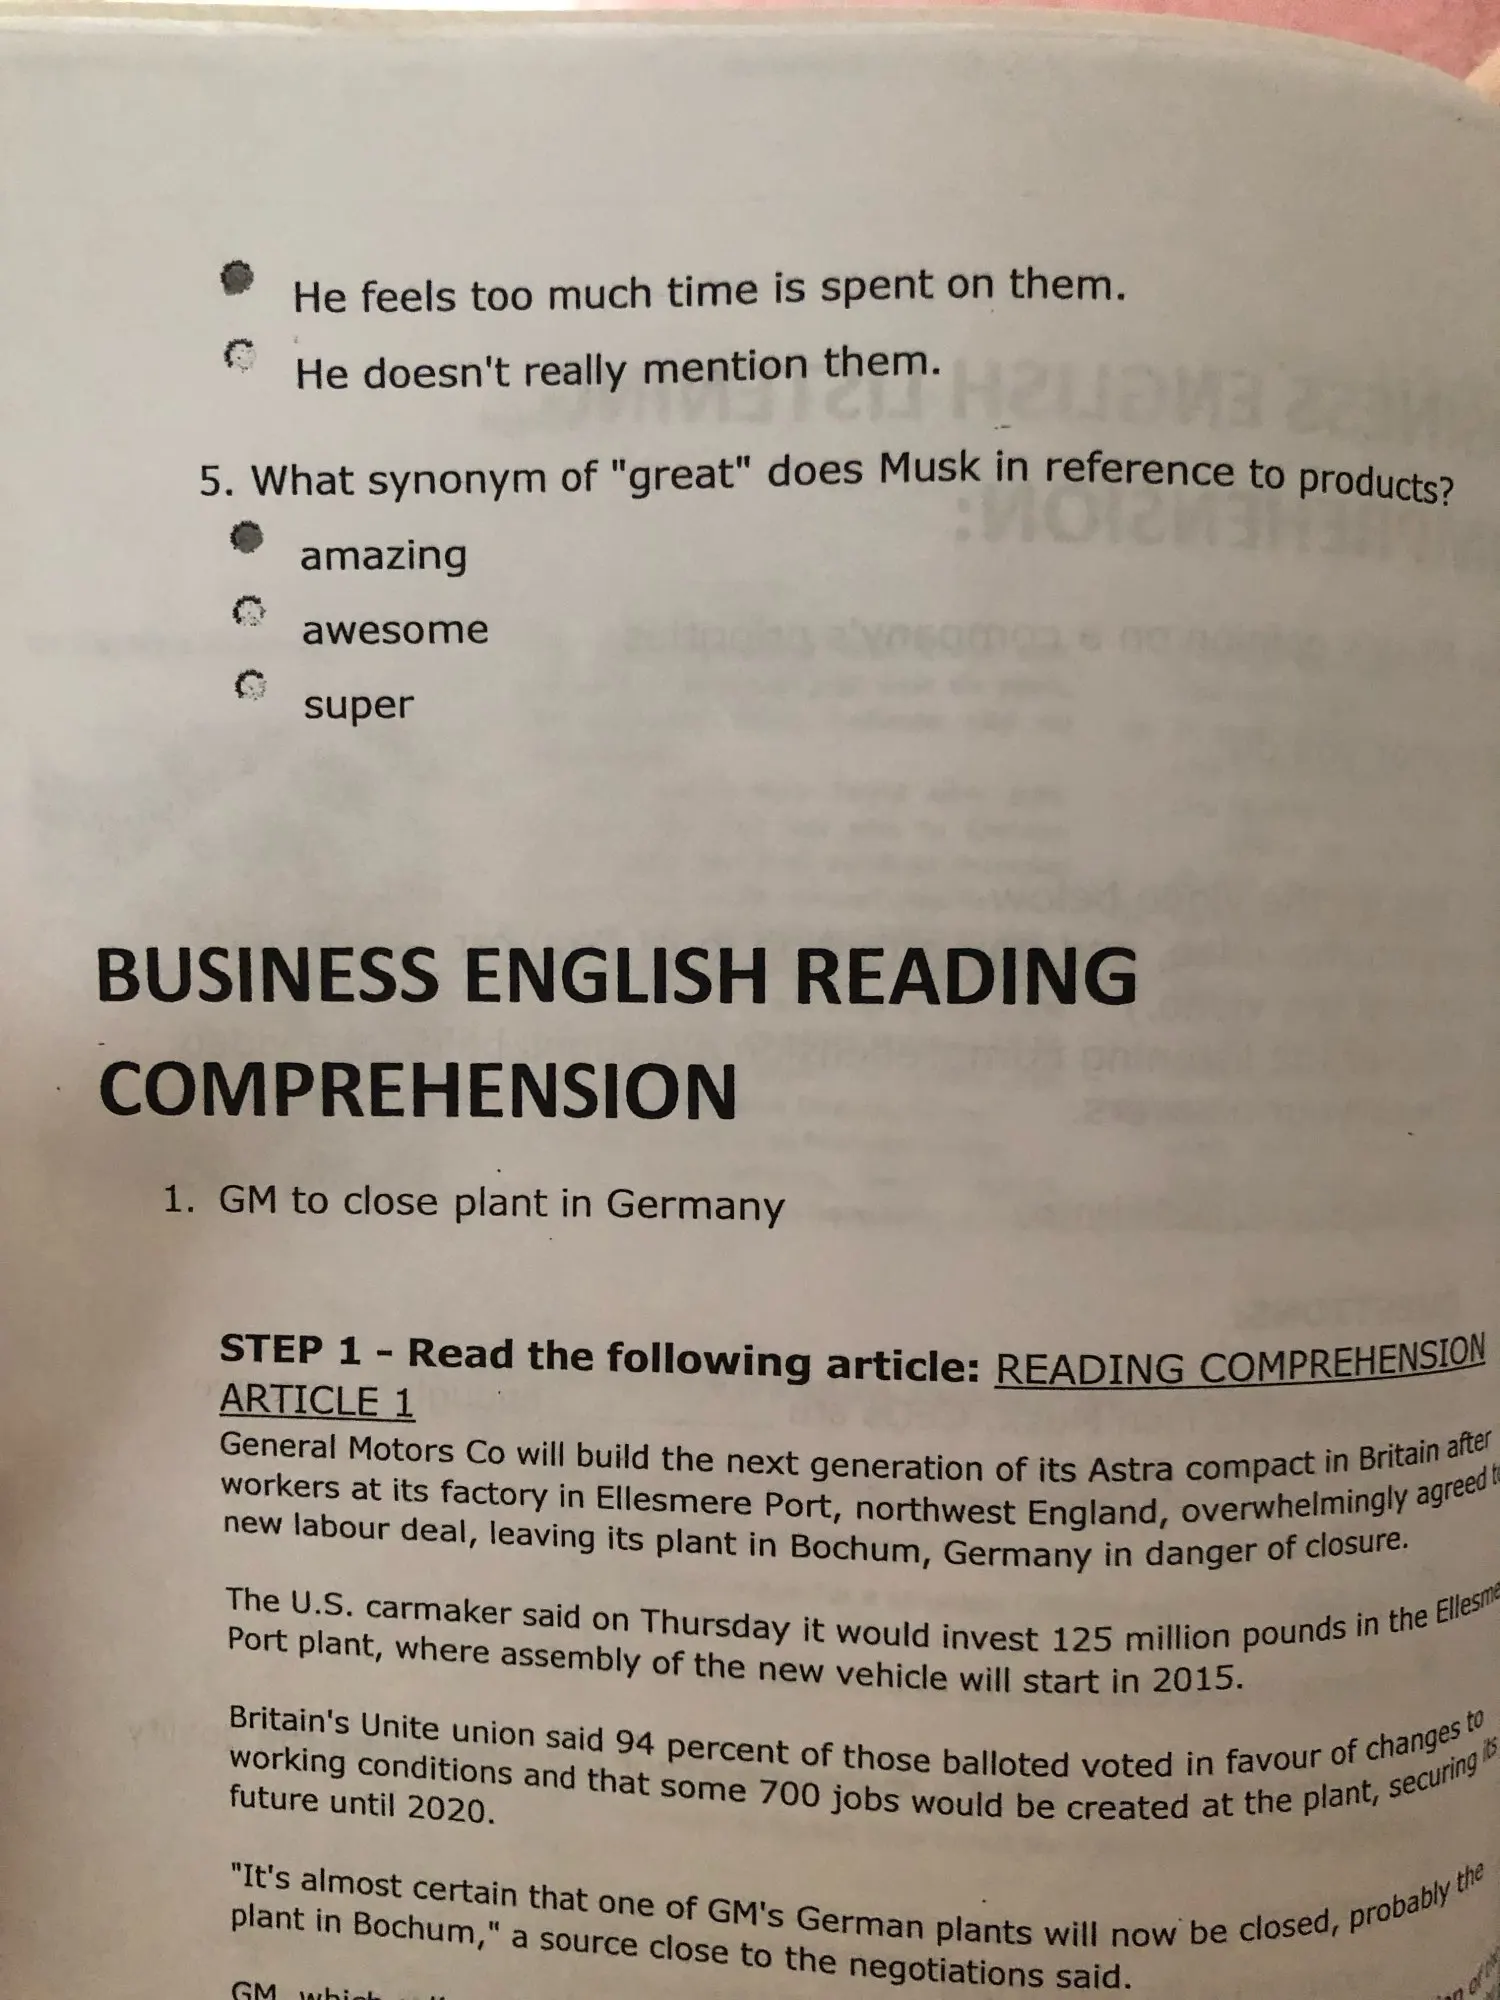 He feels too much time is spent on them.
He doesn't really mention them.
5. What synonym of "great" does Musk in reference to products?
amazing
awesome
super
BUSINESS ENGLISH READING
COMPREHENSION
1. GM to close plant in Germany
STEP 1 - Read the following article: READING COMPREHENSION
ARTICLE 1
General Motors Co will build the next generation of its Astra compact in Britain after
workers at its factory in Ellesmere Port, northwest England, overwhelmingly agreed
new labour deal, leaving its plant in Bochum, Germany in danger of closure.
The U.S. carmaker said on Thursday it would invest 125 million pounds in the
Port plant, where assembly of the new vehicle will start in 2015.
Britain's Unite union said 94 percent of those balloted voted in favour of changes to
working conditions and that some 700 jobs would be created at the plant, securing its
future until 2020.
"It's almost certain that one of GM's German plants will now be closed, probably the
plant in Bochum," a source close to the negotiations said.
GM, which